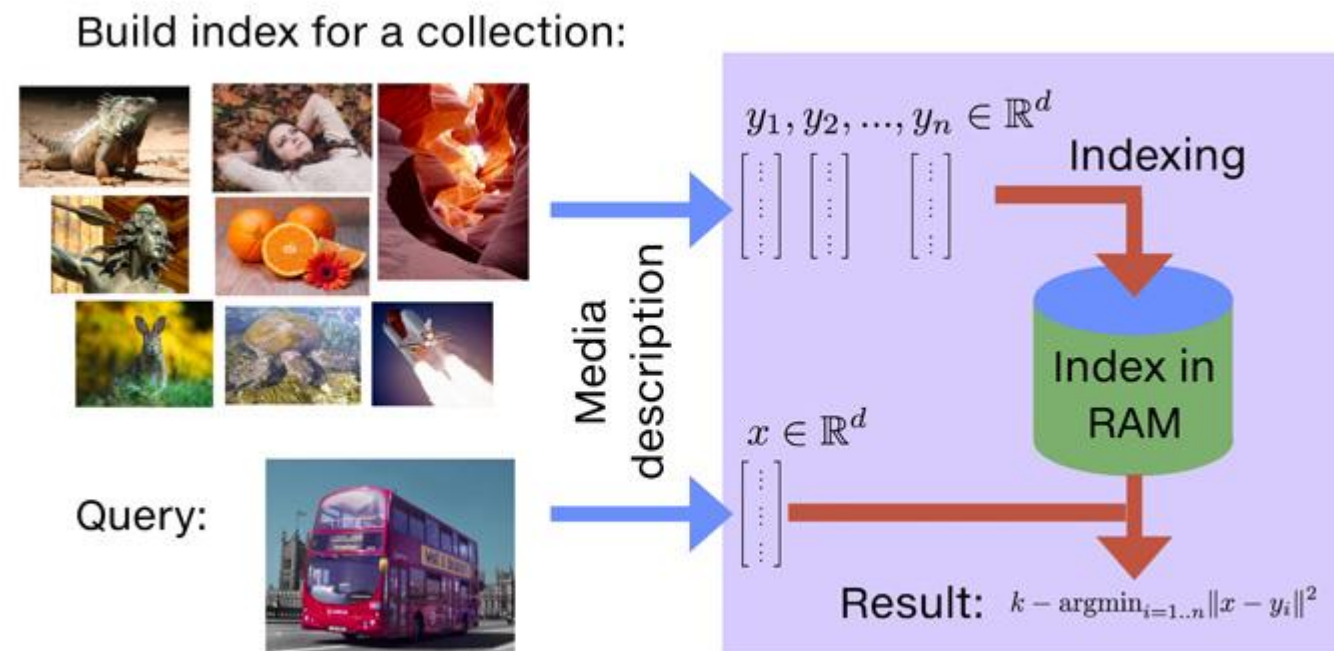 Build index for a collection:
y₁, y₂, ..., yₙ ∈ ℝᵈ
Indexing
Media
description
Index in
RAM
x ∈ ℝᵈ
Query:
Result: k − argminᵢ₌₁..ₙ‖x − yᵢ‖²